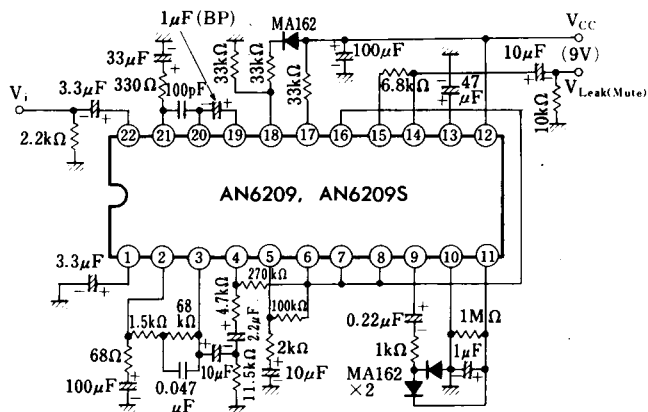 1μF(BP)
MA162
VCC
33μF
33kΩ
33kΩ
100μF
10μF
(9V)
3.3μF
330Ω
100pF
33kΩ
6.8kΩ
47
μF
VLeak(Mute)
Vi
10kΩ
2.2kΩ
22 21 20 19 18 17 16 15 14 13 12
AN6209, AN6209S
1 2 3 4 5 6 7 8 9 10 11
3.3μF
270kΩ
4.7kΩ
100kΩ
0.22μF
1.5kΩ
68
kΩ
2.2μF
1MΩ
68Ω
2kΩ
1kΩ
1μF
100μF
0.047
μF
10μF
11.5kΩ
10μF
MA162
×2